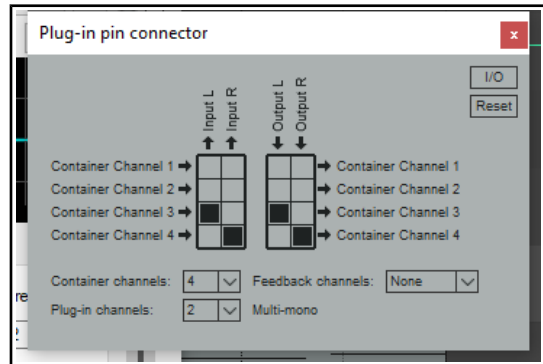 Plug-in pin connector
x
I/O
Reset
Input L
Input R
Output L
Output R
Container Channel 1
Container Channel 1
Container Channel 2
Container Channel 2
Container Channel 3
Container Channel 3
Container Channel 4
Container Channel 4
Container channels: 4 Feedback channels: None
Plug-in channels: 2 Multi-mono
re